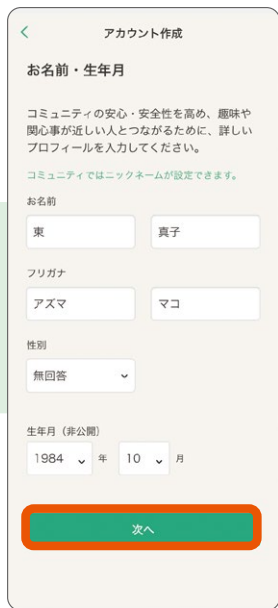 アカウント作成
お名前・生年月
コミュニティの安心・安全性を高め、趣味や
関心事が近しい人とつながるために、詳しい
プロフィールを入力してください。
コミュニティではニックネームが設定できます。
お名前
東 真子
フリガナ
アズマ マコ
性別
無回答
生年月（非公開）
1984 年 10 月
次へ